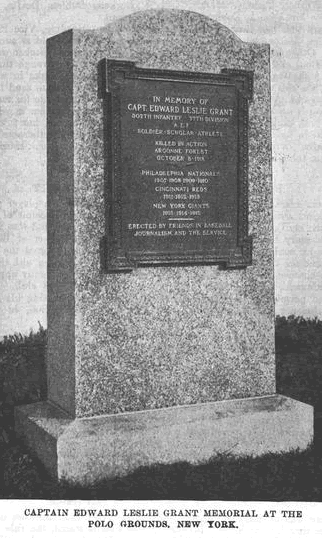 IN MEMORY OF
CAPT. EDWARD LESLIE GRANT
307TH INFANTRY - 77TH DIVISION
A.E.F.
SOLDIER·SCHOLAR·ATHLETE
KILLED IN ACTION
ARGONNE FOREST
OCTOBER 5·1918
PHILADELPHIA NATIONALS
1907·1908·1909·1910
CINCINNATI REDS
1911·1912·1913
NEW YORK GIANTS
1913·1914·1915
ERECTED BY FRIENDS IN BASEBALL
JOURNALISM AND THE SERVICE
CAPTAIN EDWARD LESLIE GRANT MEMORIAL AT THE
POLO GROUNDS, NEW YORK.